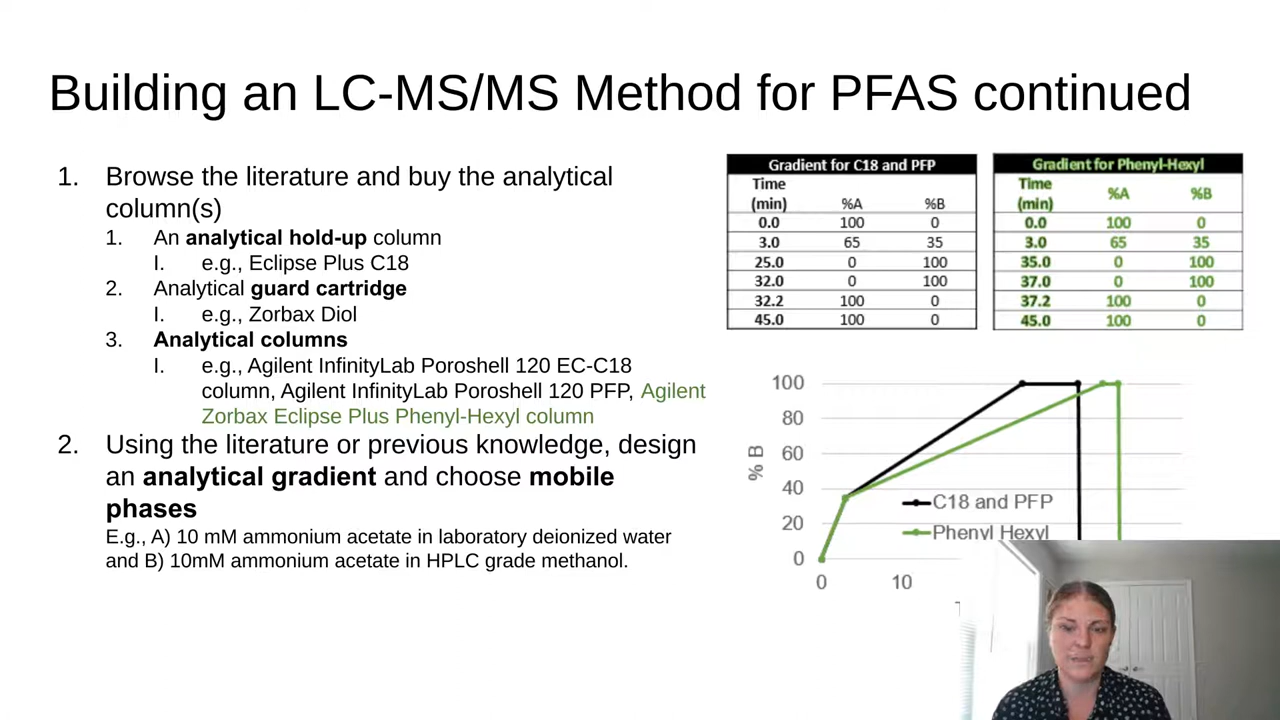 Building an LC-MS/MS Method for PFAS continued
1. Browse the literature and buy the analytical
column(s)
1. An analytical hold-up column
I. e.g., Eclipse Plus C18
2. Analytical guard cartridge
I. e.g., Zorbax Diol
3. Analytical columns
I. e.g., Agilent InfinityLab Poroshell 120 EC-C18
column, Agilent InfinityLab Poroshell 120 PFP, Agilent
Zorbax Eclipse Plus Phenyl-Hexyl column
2. Using the literature or previous knowledge, design
an analytical gradient and choose mobile
phases
E.g., A) 10 mM ammonium acetate in laboratory deionized water
and B) 10mM ammonium acetate in HPLC grade methanol.
Gradient for C18 and PFP
Time
(min) %A %B
0.0 100 0
3.0 65 35
25.0 0 100
32.0 0 100
32.2 100 0
45.0 100 0
Gradient for Phenyl-Hexyl
Time
(min) %A %B
0.0 100 0
3.0 65 35
35.0 0 100
37.0 0 100
37.2 100 0
45.0 100 0
% B
100
80
60
40
20
0
C18 and PFP
Phenyl Hexyl
0 10